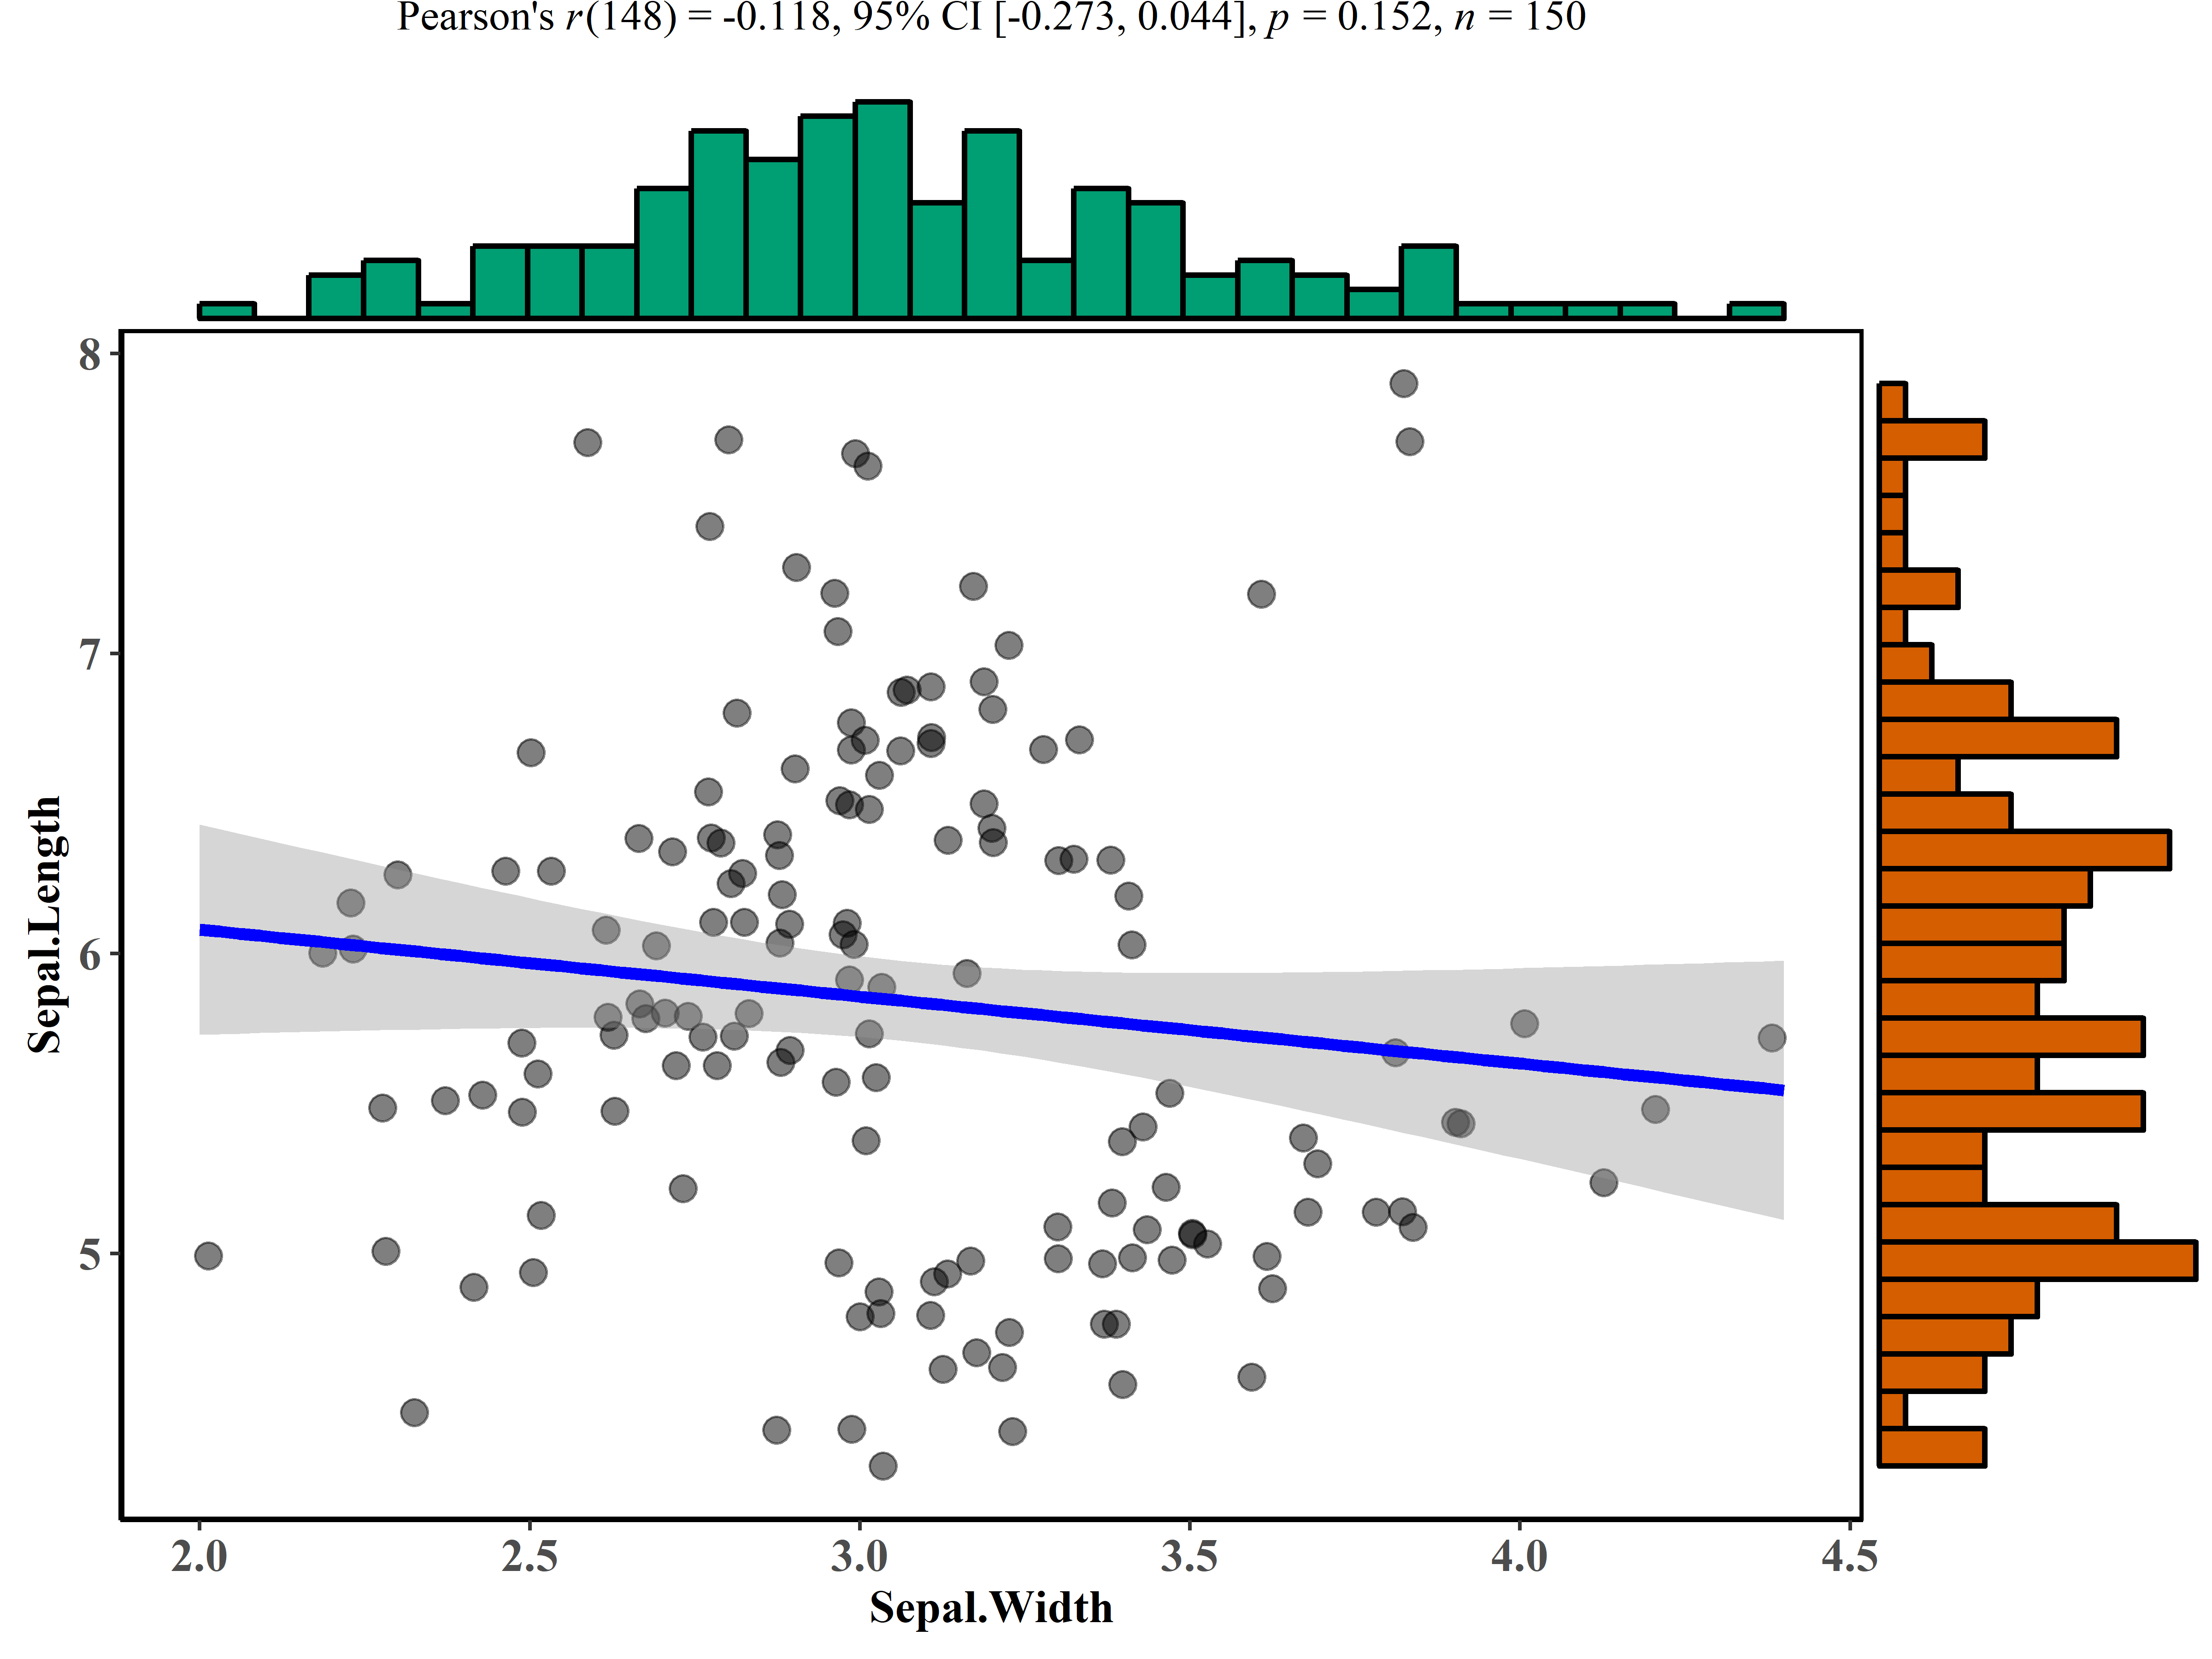 Pearson's r(148) = -0.118, 95% CI [-0.273, 0.044], p = 0.152, n = 150
8
7
6
5
Sepal.Length
2.0 2.5 3.0 3.5 4.0 4.5
Sepal.Width